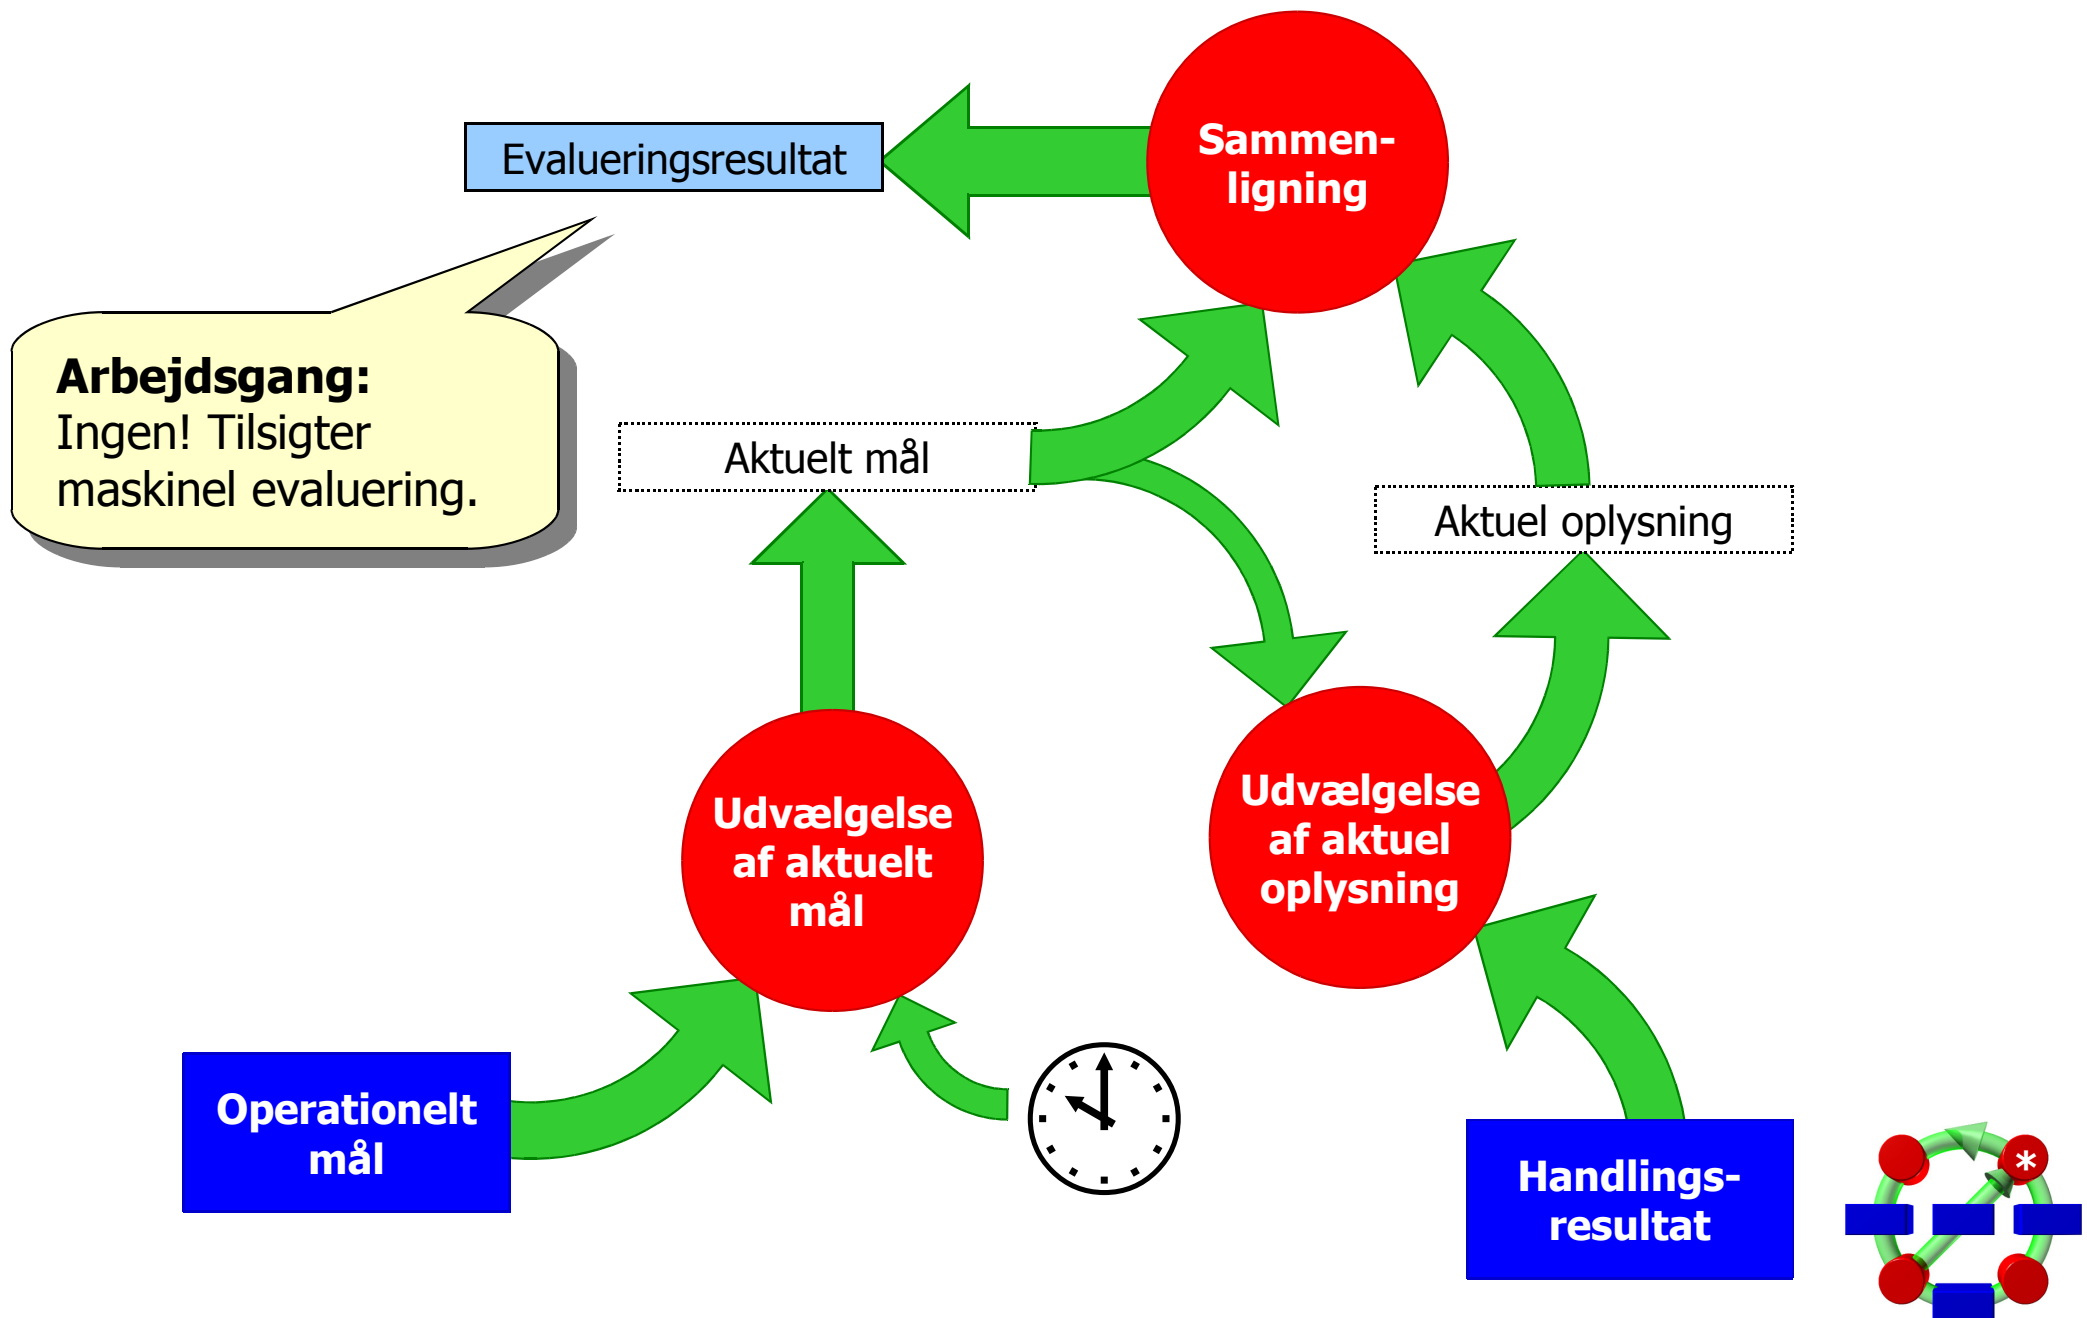 Sammen-
ligning
Evalueringsresultat
Arbejdsgang:
Ingen! Tilsigter
maskinel evaluering.
Aktuelt mål
Aktuel oplysning
Udvælgelse
af aktuelt
mål
Udvælgelse
af aktuel
oplysning
Operationelt
mål
Handlings-
resultat
*